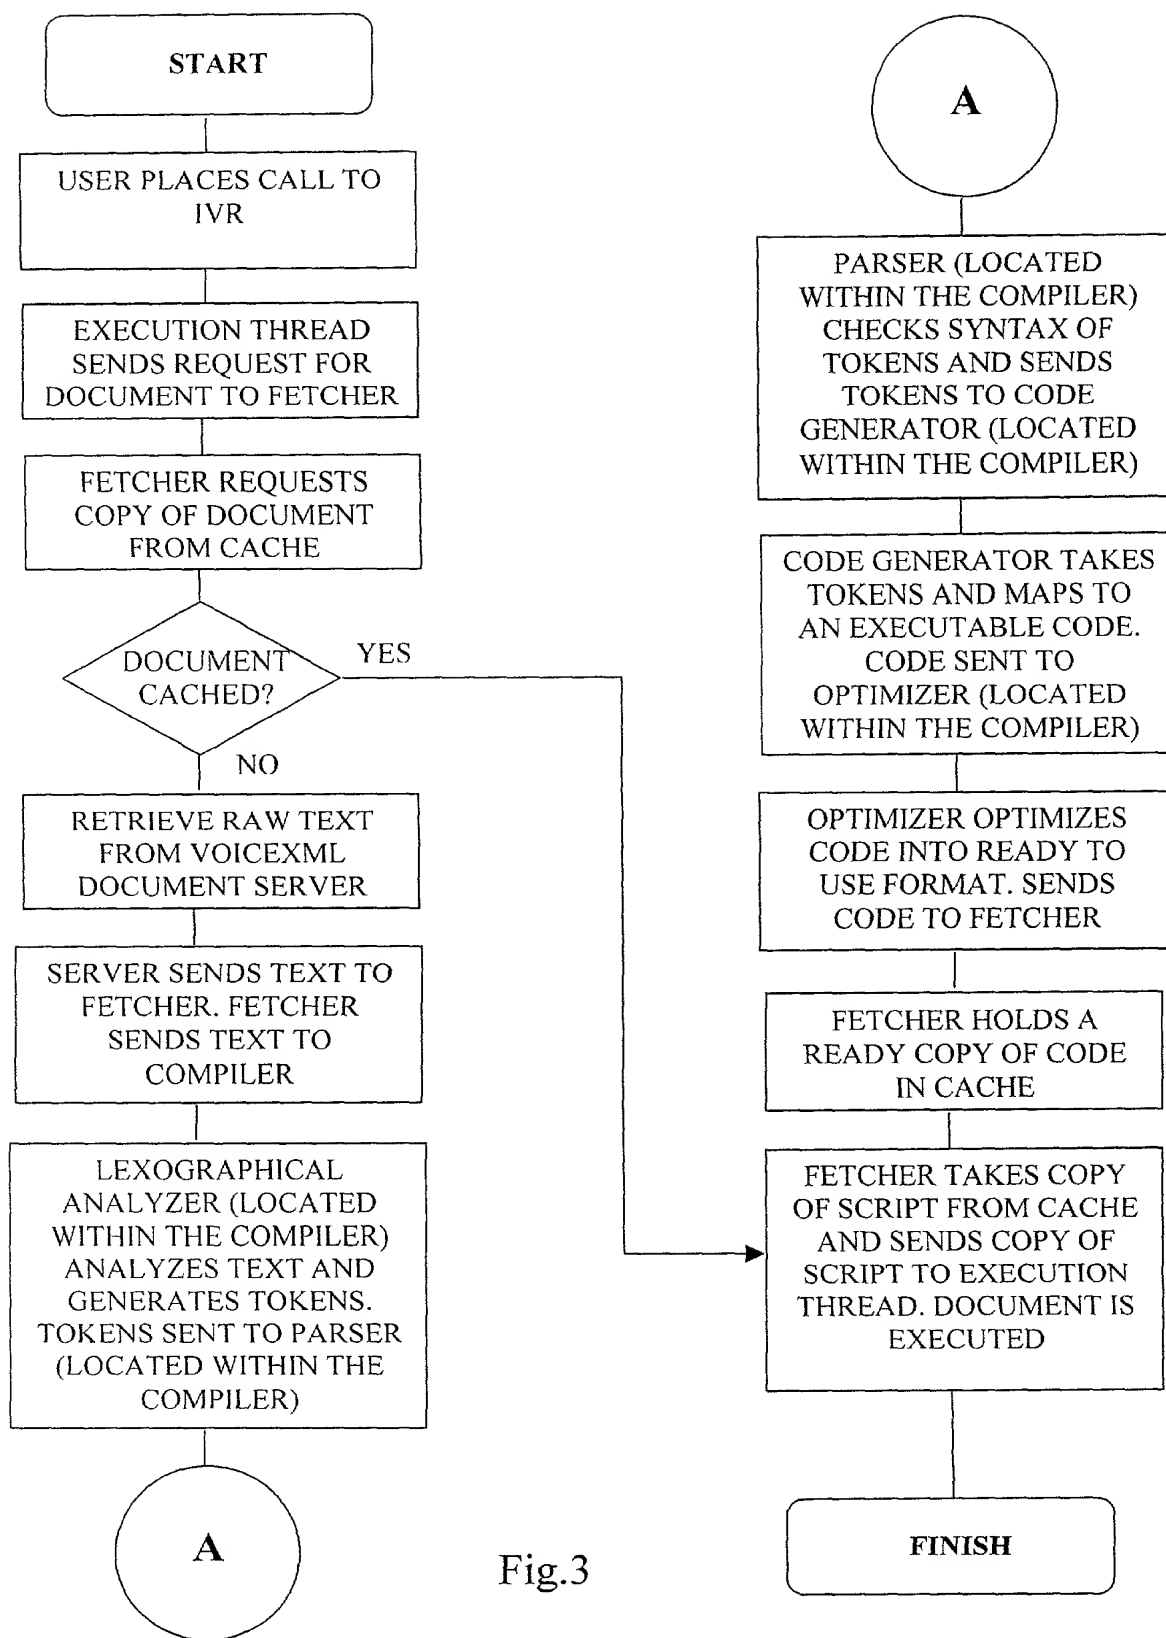 START
USER PLACES CALL TO
IVR
EXECUTION THREAD
SENDS REQUEST FOR
DOCUMENT TO FETCHER
FETCHER REQUESTS
COPY OF DOCUMENT
FROM CACHE
DOCUMENT
CACHED?
YES
NO
RETRIEVE RAW TEXT
FROM VOICEXML
DOCUMENT SERVER
SERVER SENDS TEXT TO
FETCHER. FETCHER
SENDS TEXT TO
COMPILER
LEXOGRAPHICAL
ANALYZER (LOCATED
WITHIN THE COMPILER)
ANALYZES TEXT AND
GENERATES TOKENS.
TOKENS SENT TO PARSER
(LOCATED WITHIN THE
COMPILER)
A
A
PARSER (LOCATED
WITHIN THE COMPILER)
CHECKS SYNTAX OF
TOKENS AND SENDS
TOKENS TO CODE
GENERATOR (LOCATED
WITHIN THE COMPILER)
CODE GENERATOR TAKES
TOKENS AND MAPS TO
AN EXECUTABLE CODE.
CODE SENT TO
OPTIMIZER (LOCATED
WITHIN THE COMPILER)
OPTIMIZER OPTIMIZES
CODE INTO READY TO
USE FORMAT. SENDS
CODE TO FETCHER
FETCHER HOLDS A
READY COPY OF CODE
IN CACHE
FETCHER TAKES COPY
OF SCRIPT FROM CACHE
AND SENDS COPY OF
SCRIPT TO EXECUTION
THREAD. DOCUMENT IS
EXECUTED
FINISH
Fig.3